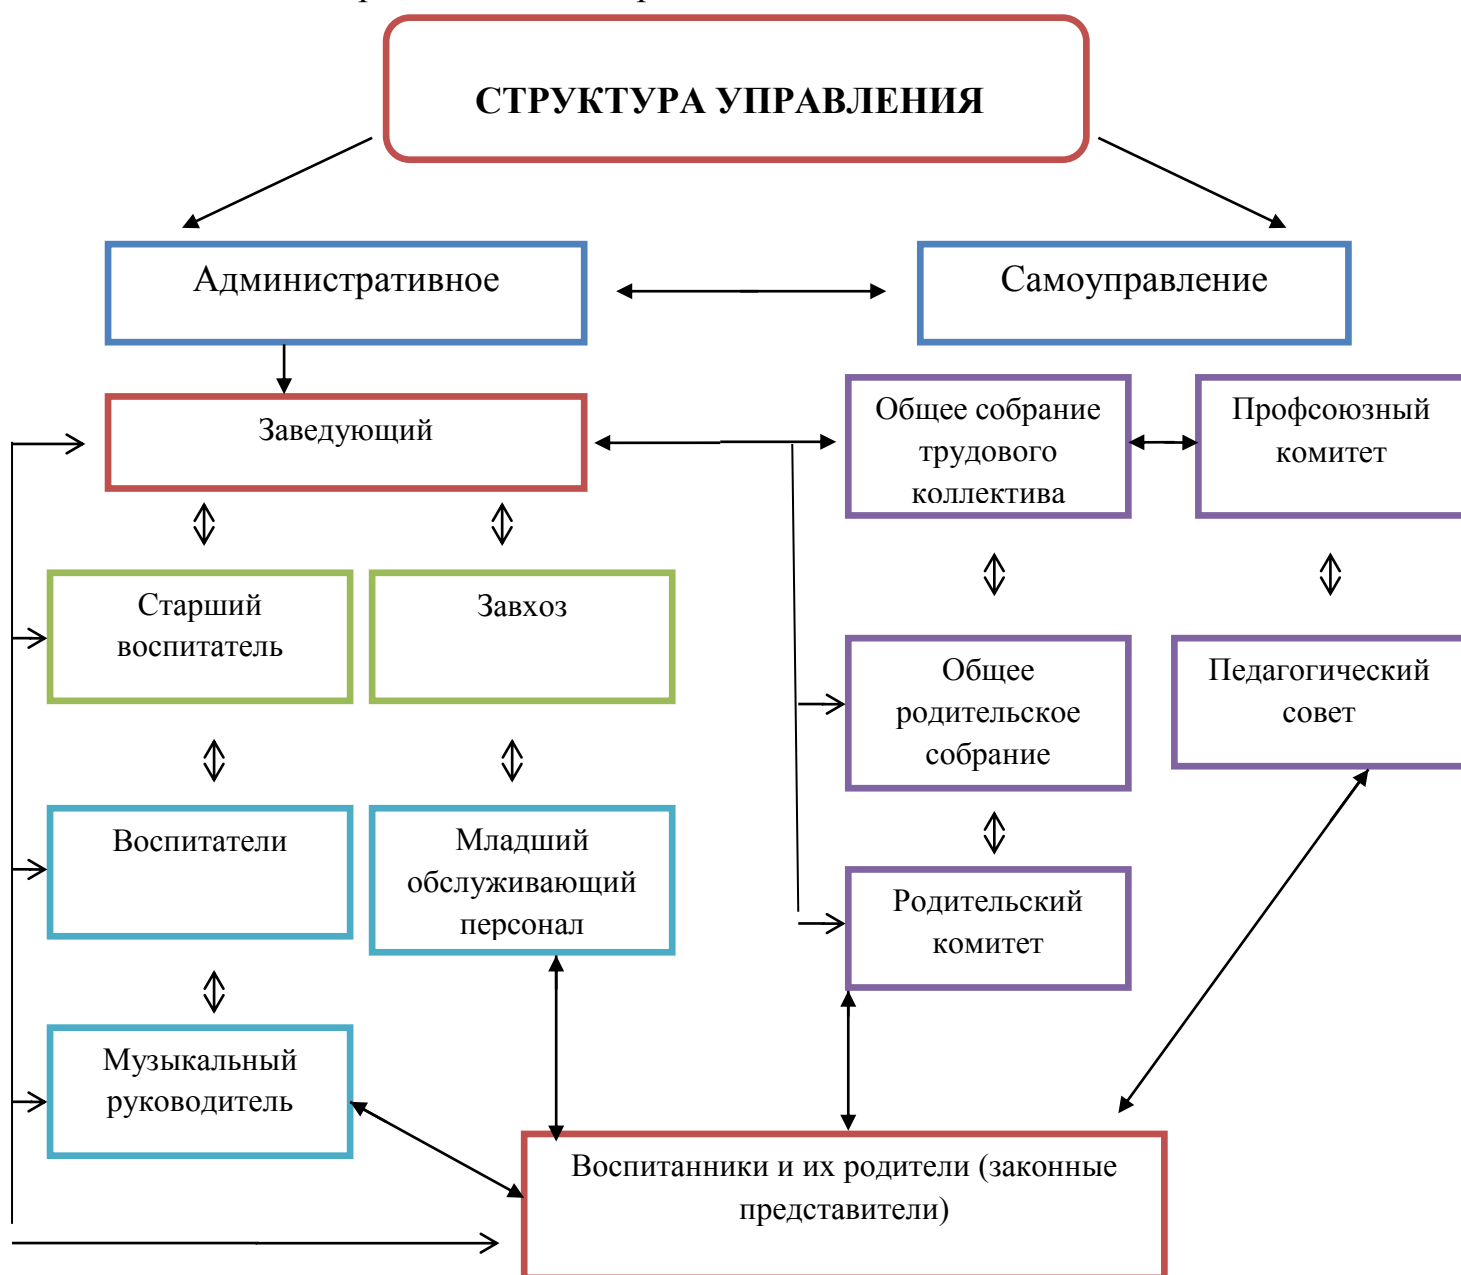 СТРУКТУРА УПРАВЛЕНИЯ
Административное
Самоуправление
Заведующий
Общее собрание
трудового
коллектива
Профсоюзный
комитет
Старший
воспитатель
Завхоз
Общее
родительское
собрание
Педагогический
совет
Воспитатели
Младший
обслуживающий
персонал
Родительский
комитет
Музыкальный
руководитель
Воспитанники и их родители (законные
представители)